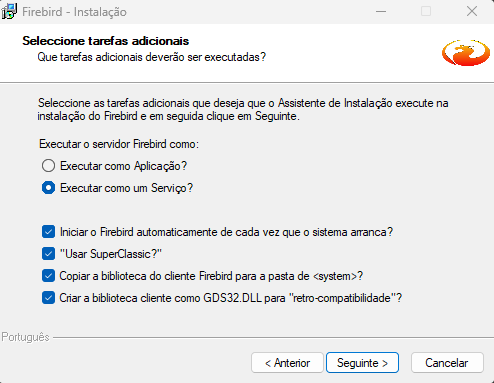 Firebird - Instalação
Seleccione tarefas adicionais
Que tarefas adicionais deverão ser executadas?
Seleccione as tarefas adicionais que deseja que o Assistente de Instalação execute na
instalação do Firebird e em seguida clique em Seguinte.
Executar o servidor Firebird como:
Executar como Aplicação?
Executar como um Serviço?
Iniciar o Firebird automaticamente de cada vez que o sistema arranca?
"Usar SuperClassic?"
Copiar a biblioteca do cliente Firebird para a pasta de <system>?
Criar a biblioteca cliente como GDS32.DLL para "retro-compatibilidade"?
Português
< Anterior
Seguinte >
Cancelar